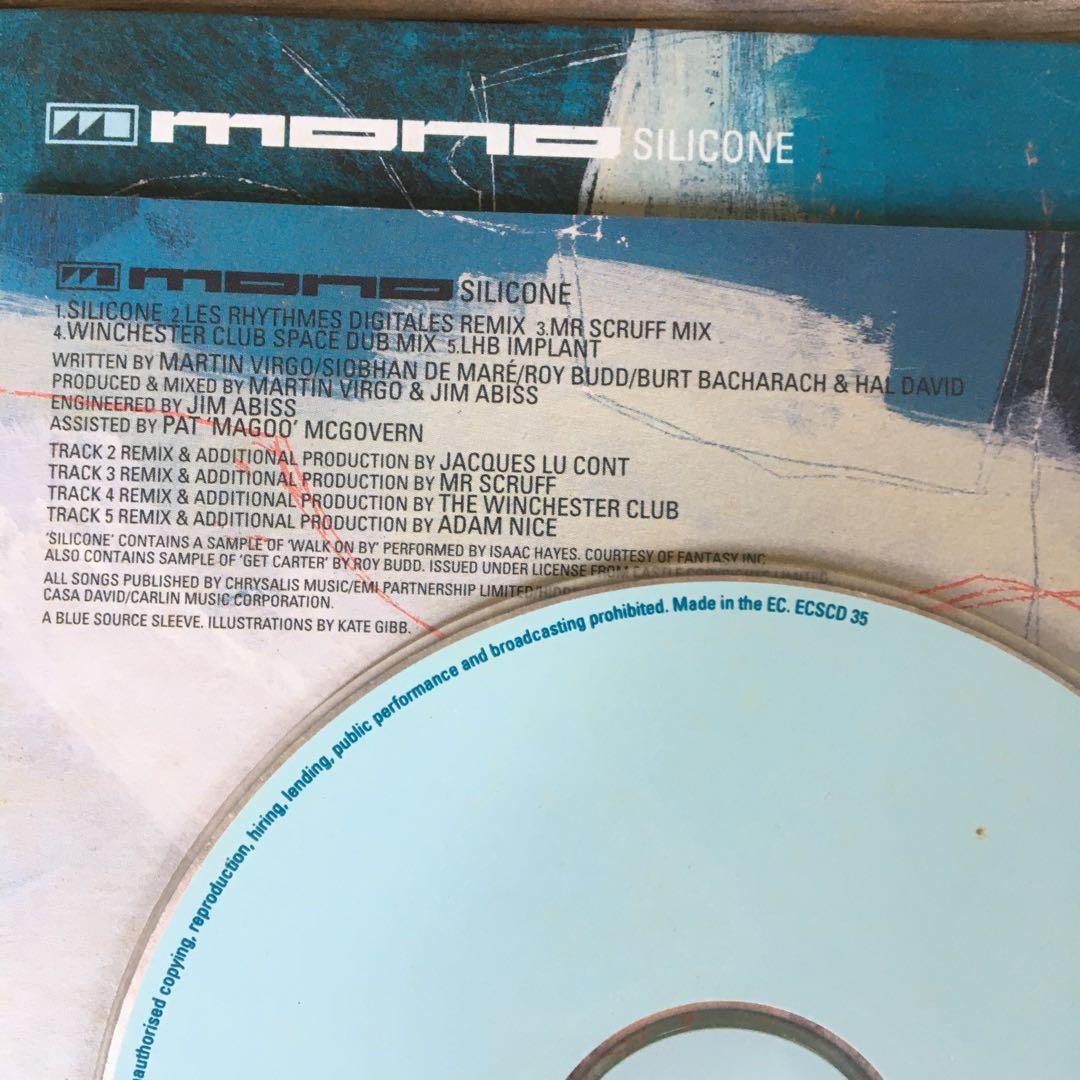 mono SILICONE
mono SILICONE
1.SILICONE 2.LES RHYTHMES DIGITALES REMIX 3.MR SCRUFF MIX
4.WINCHESTER CLUB SPACE DUB MIX 5.LHB IMPLANT
WRITTEN BY MARTIN VIRGO/SIOBHAN DE MARÉ/ROY BUDD/BURT BACHARACH & HAL DAVID
PRODUCED & MIXED BY MARTIN VIRGO & JIM ABISS
ENGINEERED BY JIM ABISS
ASSISTED BY PAT 'MAGOO' MCGOVERN
TRACK 2 REMIX & ADDITIONAL PRODUCTION BY JACQUES LU CONT
TRACK 3 REMIX & ADDITIONAL PRODUCTION BY MR SCRUFF
TRACK 4 REMIX & ADDITIONAL PRODUCTION BY THE WINCHESTER CLUB
TRACK 5 REMIX & ADDITIONAL PRODUCTION BY ADAM NICE
'SILICONE' CONTAINS A SAMPLE OF 'WALK ON BY' PERFORMED BY ISAAC HAYES. COURTESY OF FANTASY INC.
ALSO CONTAINS SAMPLE OF 'GET CARTER' BY ROY BUDD. ISSUED UNDER LICENSE FROM
ALL SONGS PUBLISHED BY CHRYSALIS MUSIC/EMI PARTNERSHIP LIMITED/
CASA DAVID/CARLIN MUSIC CORPORATION.
A BLUE SOURCE SLEEVE. ILLUSTRATIONS BY KATE GIBB.
authorised copying, reproduction, hiring, lending, public performance and broadcasting prohibited. Made in the EC. ECSCD 35